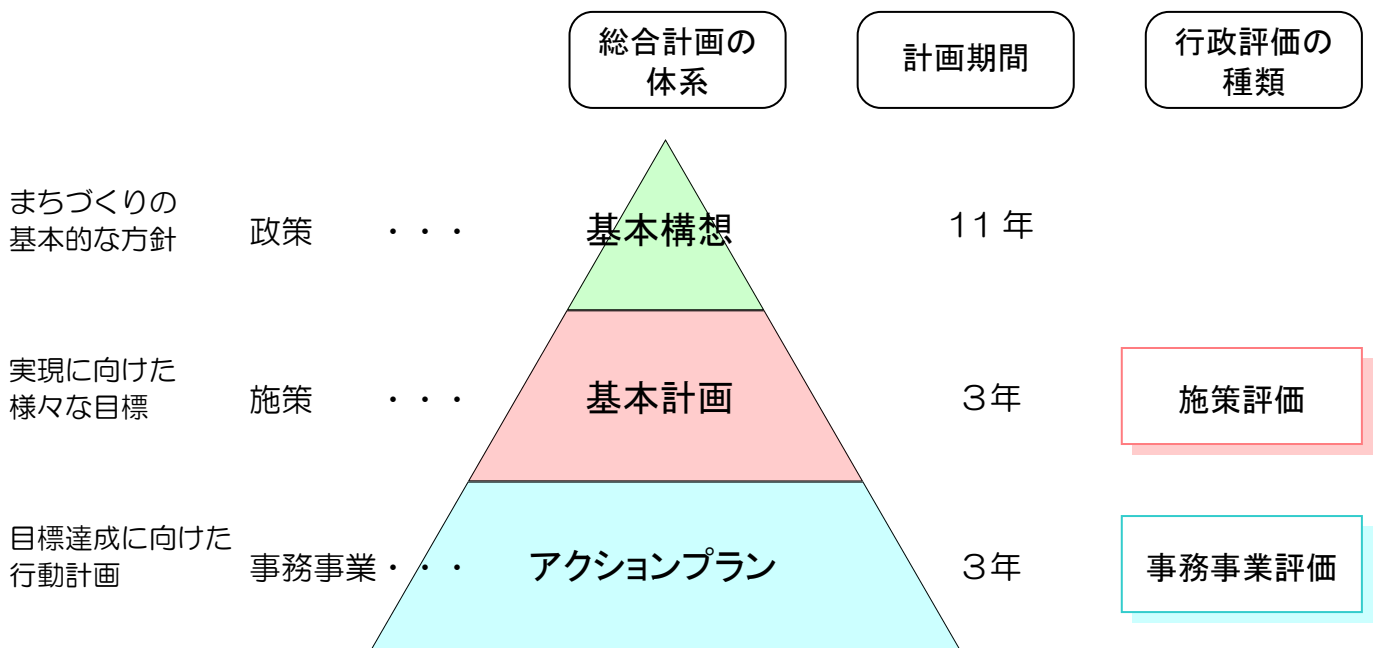 総合計画の
体系
計画期間
行政評価の
種類
まちづくりの
基本的な方針
政策　・・・
基本構想
11年
実現に向けた
様々な目標
施策　・・・
基本計画
３年
施策評価
目標達成に向けた
行動計画
事務事業・・・
アクションプラン
３年
事務事業評価